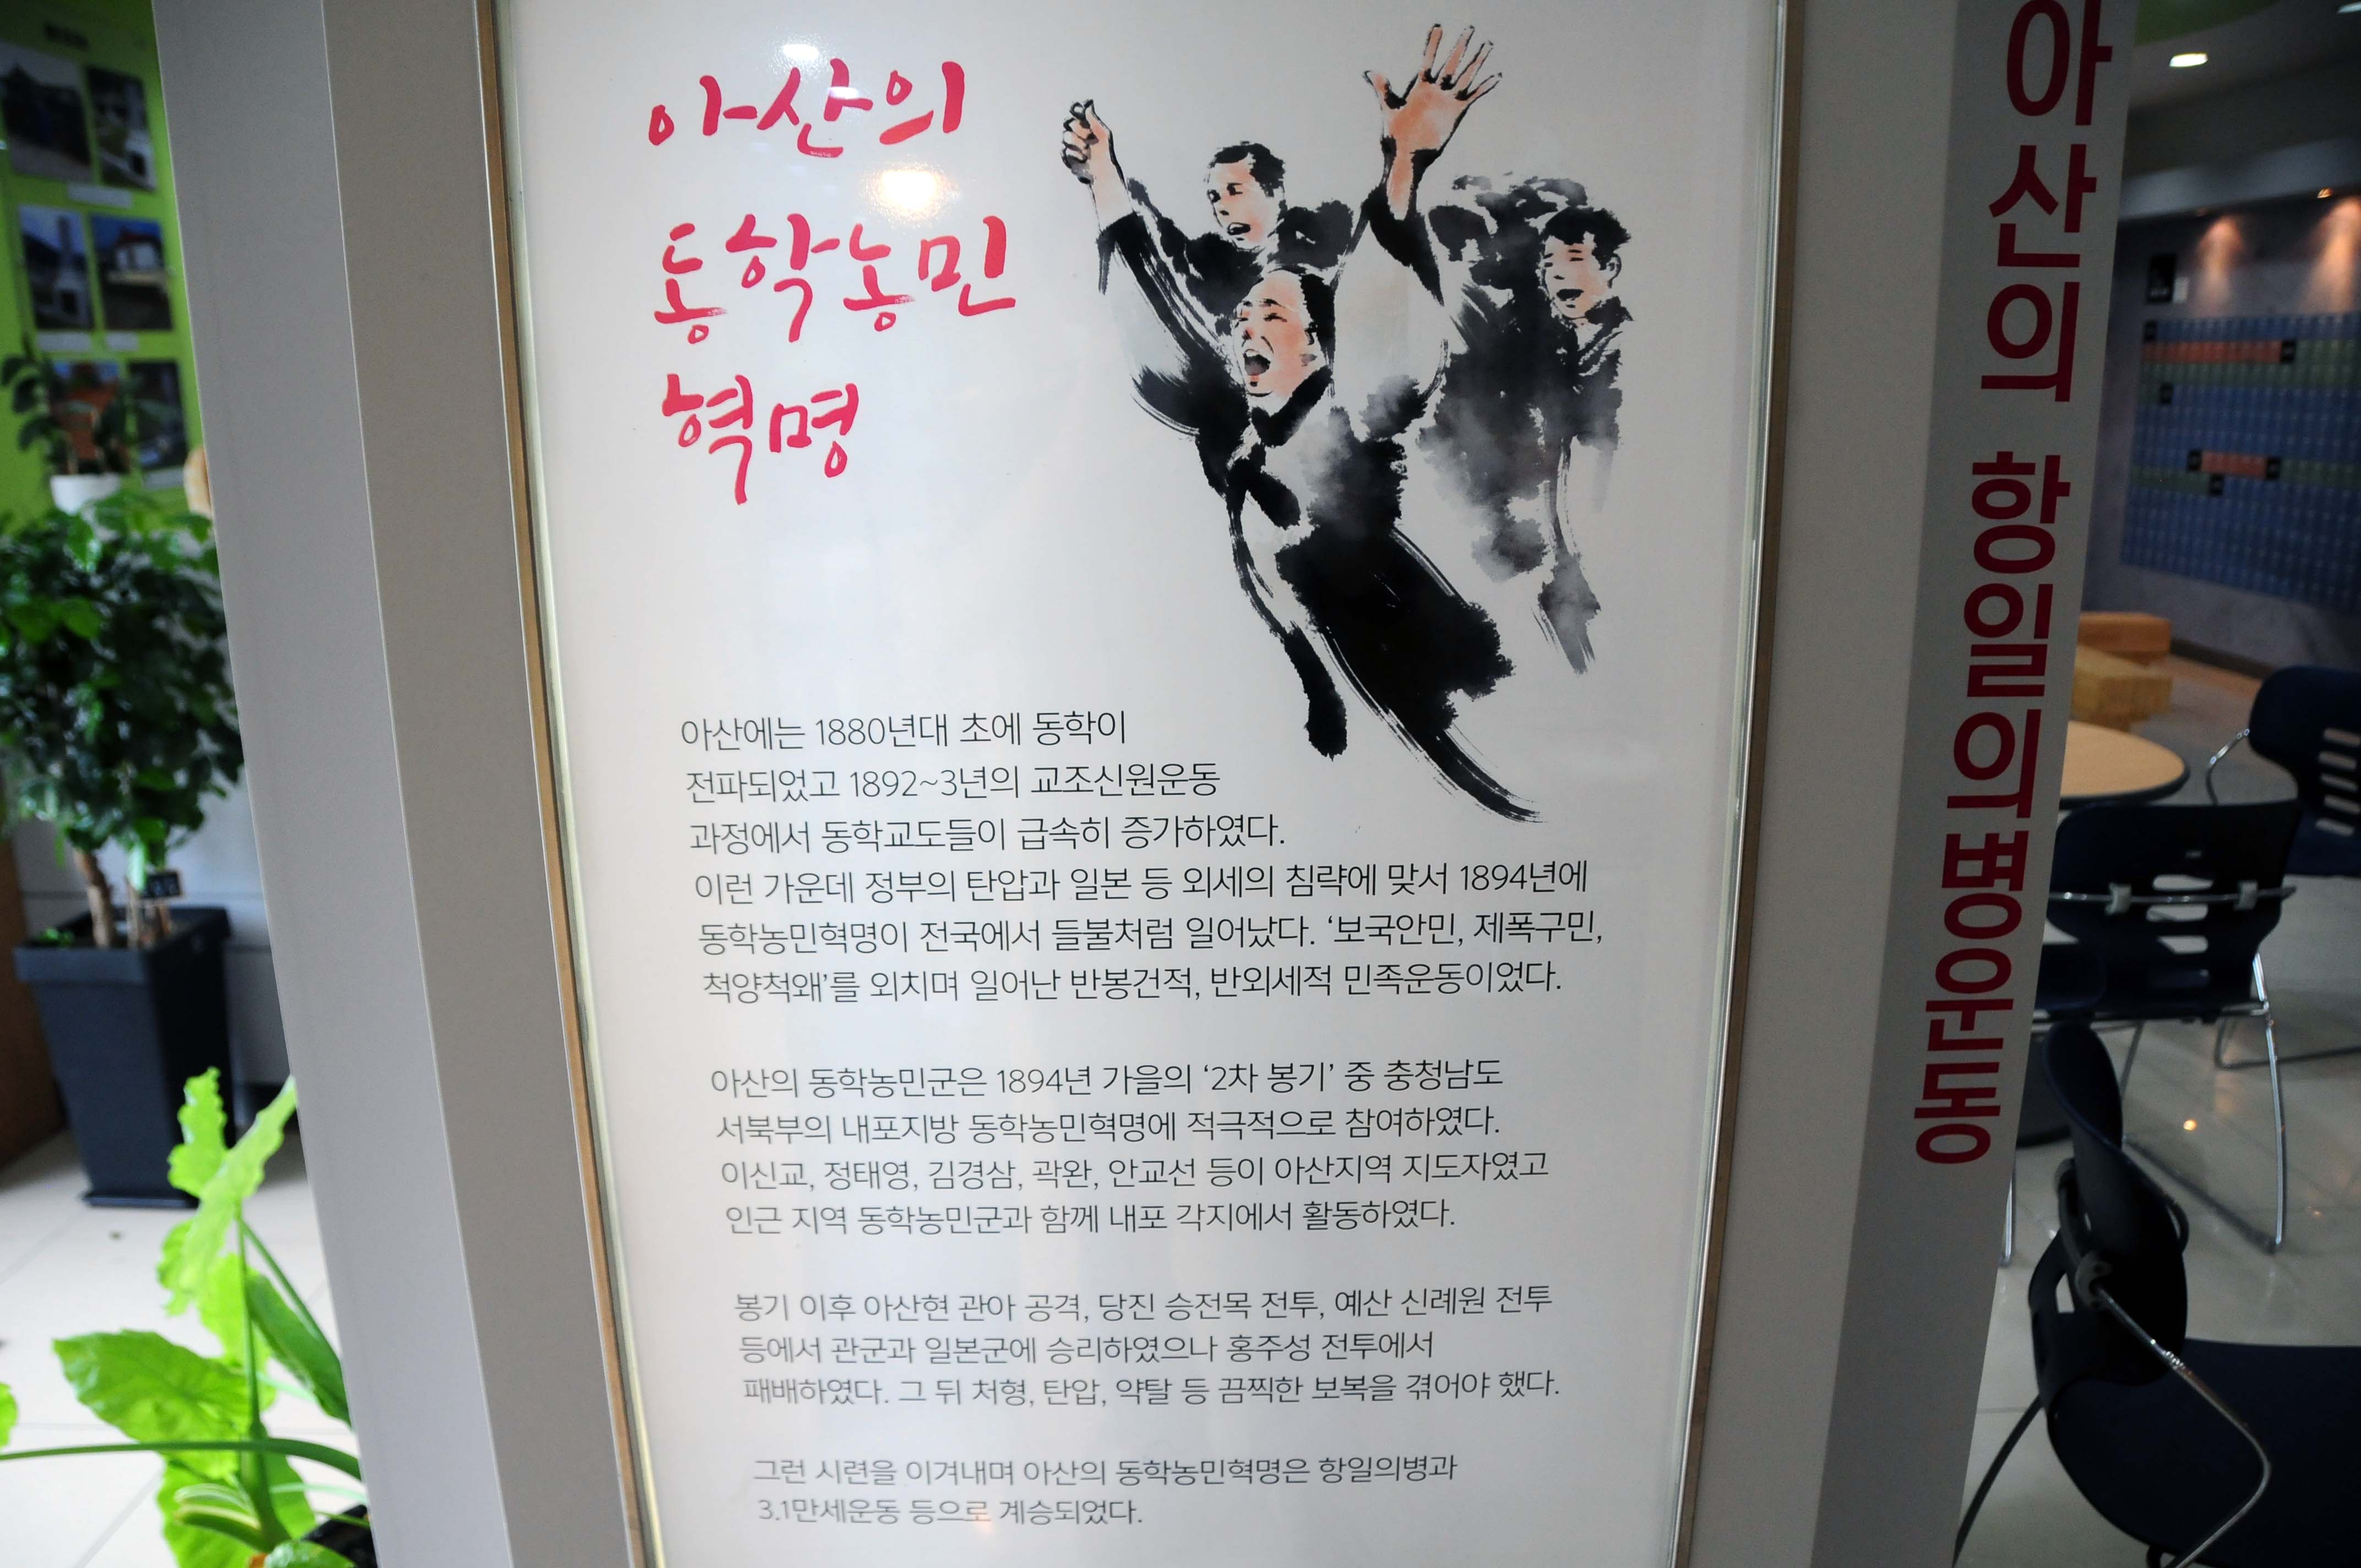 아산의
동학농민
혁명
아산에는 1880년대 초에 동학이
전파되었고 1892~3년의 교조신원운동
과정에서 동학교도들이 급속히 증가하였다.
이런 가운데 정부의 탄압과 일본 등 외세의 침략에 맞서 1894년에
동학농민혁명이 전국에서 들불처럼 일어났다. ‘보국안민, 제폭구민,
척양척왜’를 외치며 일어난 반봉건적, 반외세적 민족운동이었다.
아산의 동학농민군은 1894년 가을의 ‘2차 봉기’ 중 충청남도
서북부의 내포지방 동학농민혁명에 적극적으로 참여하였다.
이신교, 정태영, 김경삼, 곽완, 안교선 등이 아산지역 지도자였고
인근 지역 동학농민군과 함께 내포 각지에서 활동하였다.
봉기 이후 아산현 관아 공격, 당진 승전목 전투, 예산 신례원 전투
등에서 관군과 일본군에 승리하였으나 홍주성 전투에서
패배하였다. 그 뒤 처형, 탄압, 약탈 등 끔찍한 보복을 겪어야 했다.
그런 시련을 이겨내며 아산의 동학농민혁명은 항일의병과
3.1만세운동 등으로 계승되었다.
아산의 항일의병운동